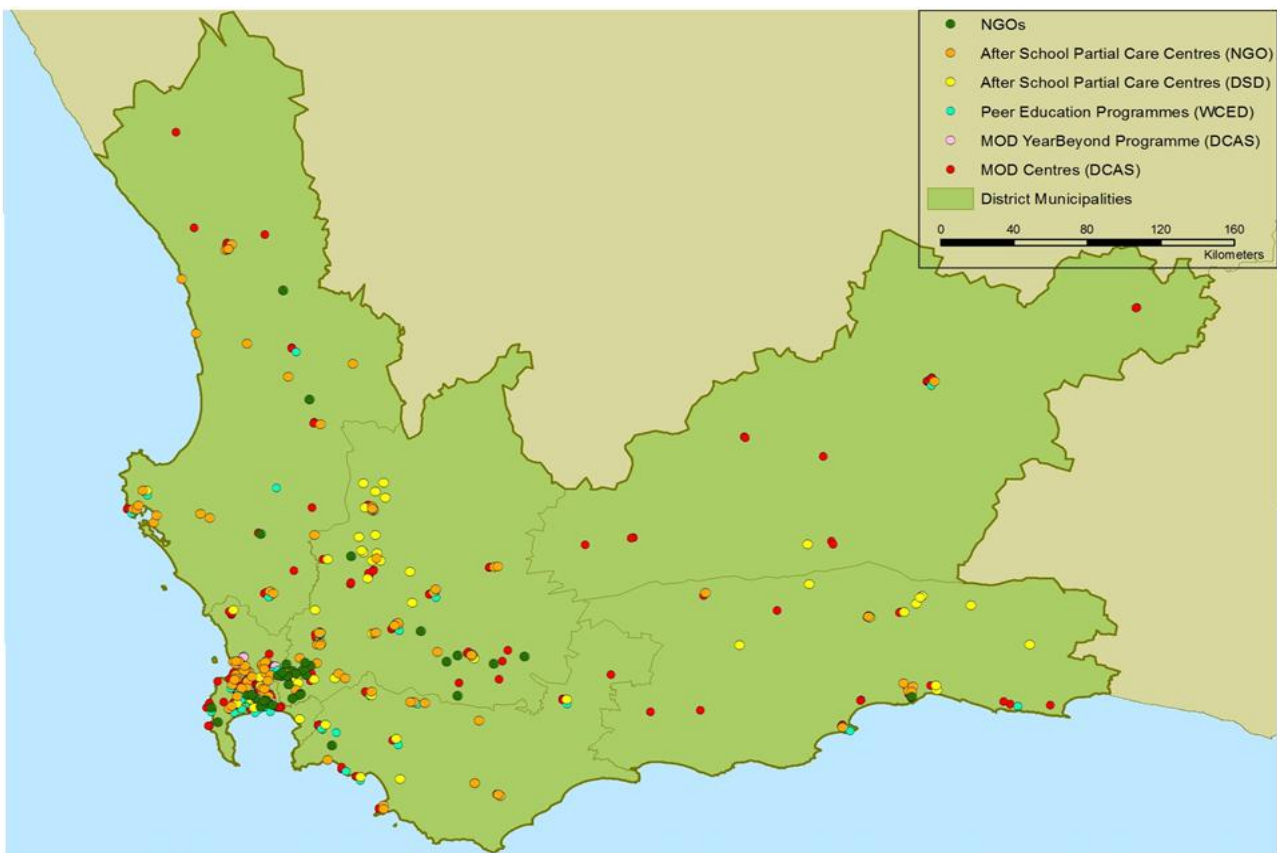 NGOs
After School Partial Care Centres (NGO)
After School Partial Care Centres (DSD)
Peer Education Programmes (WCED)
MOD YearBeyond Programme (DCAS)
MOD Centres (DCAS)
District Municipalities
0 40 80 120 160
Kilometers